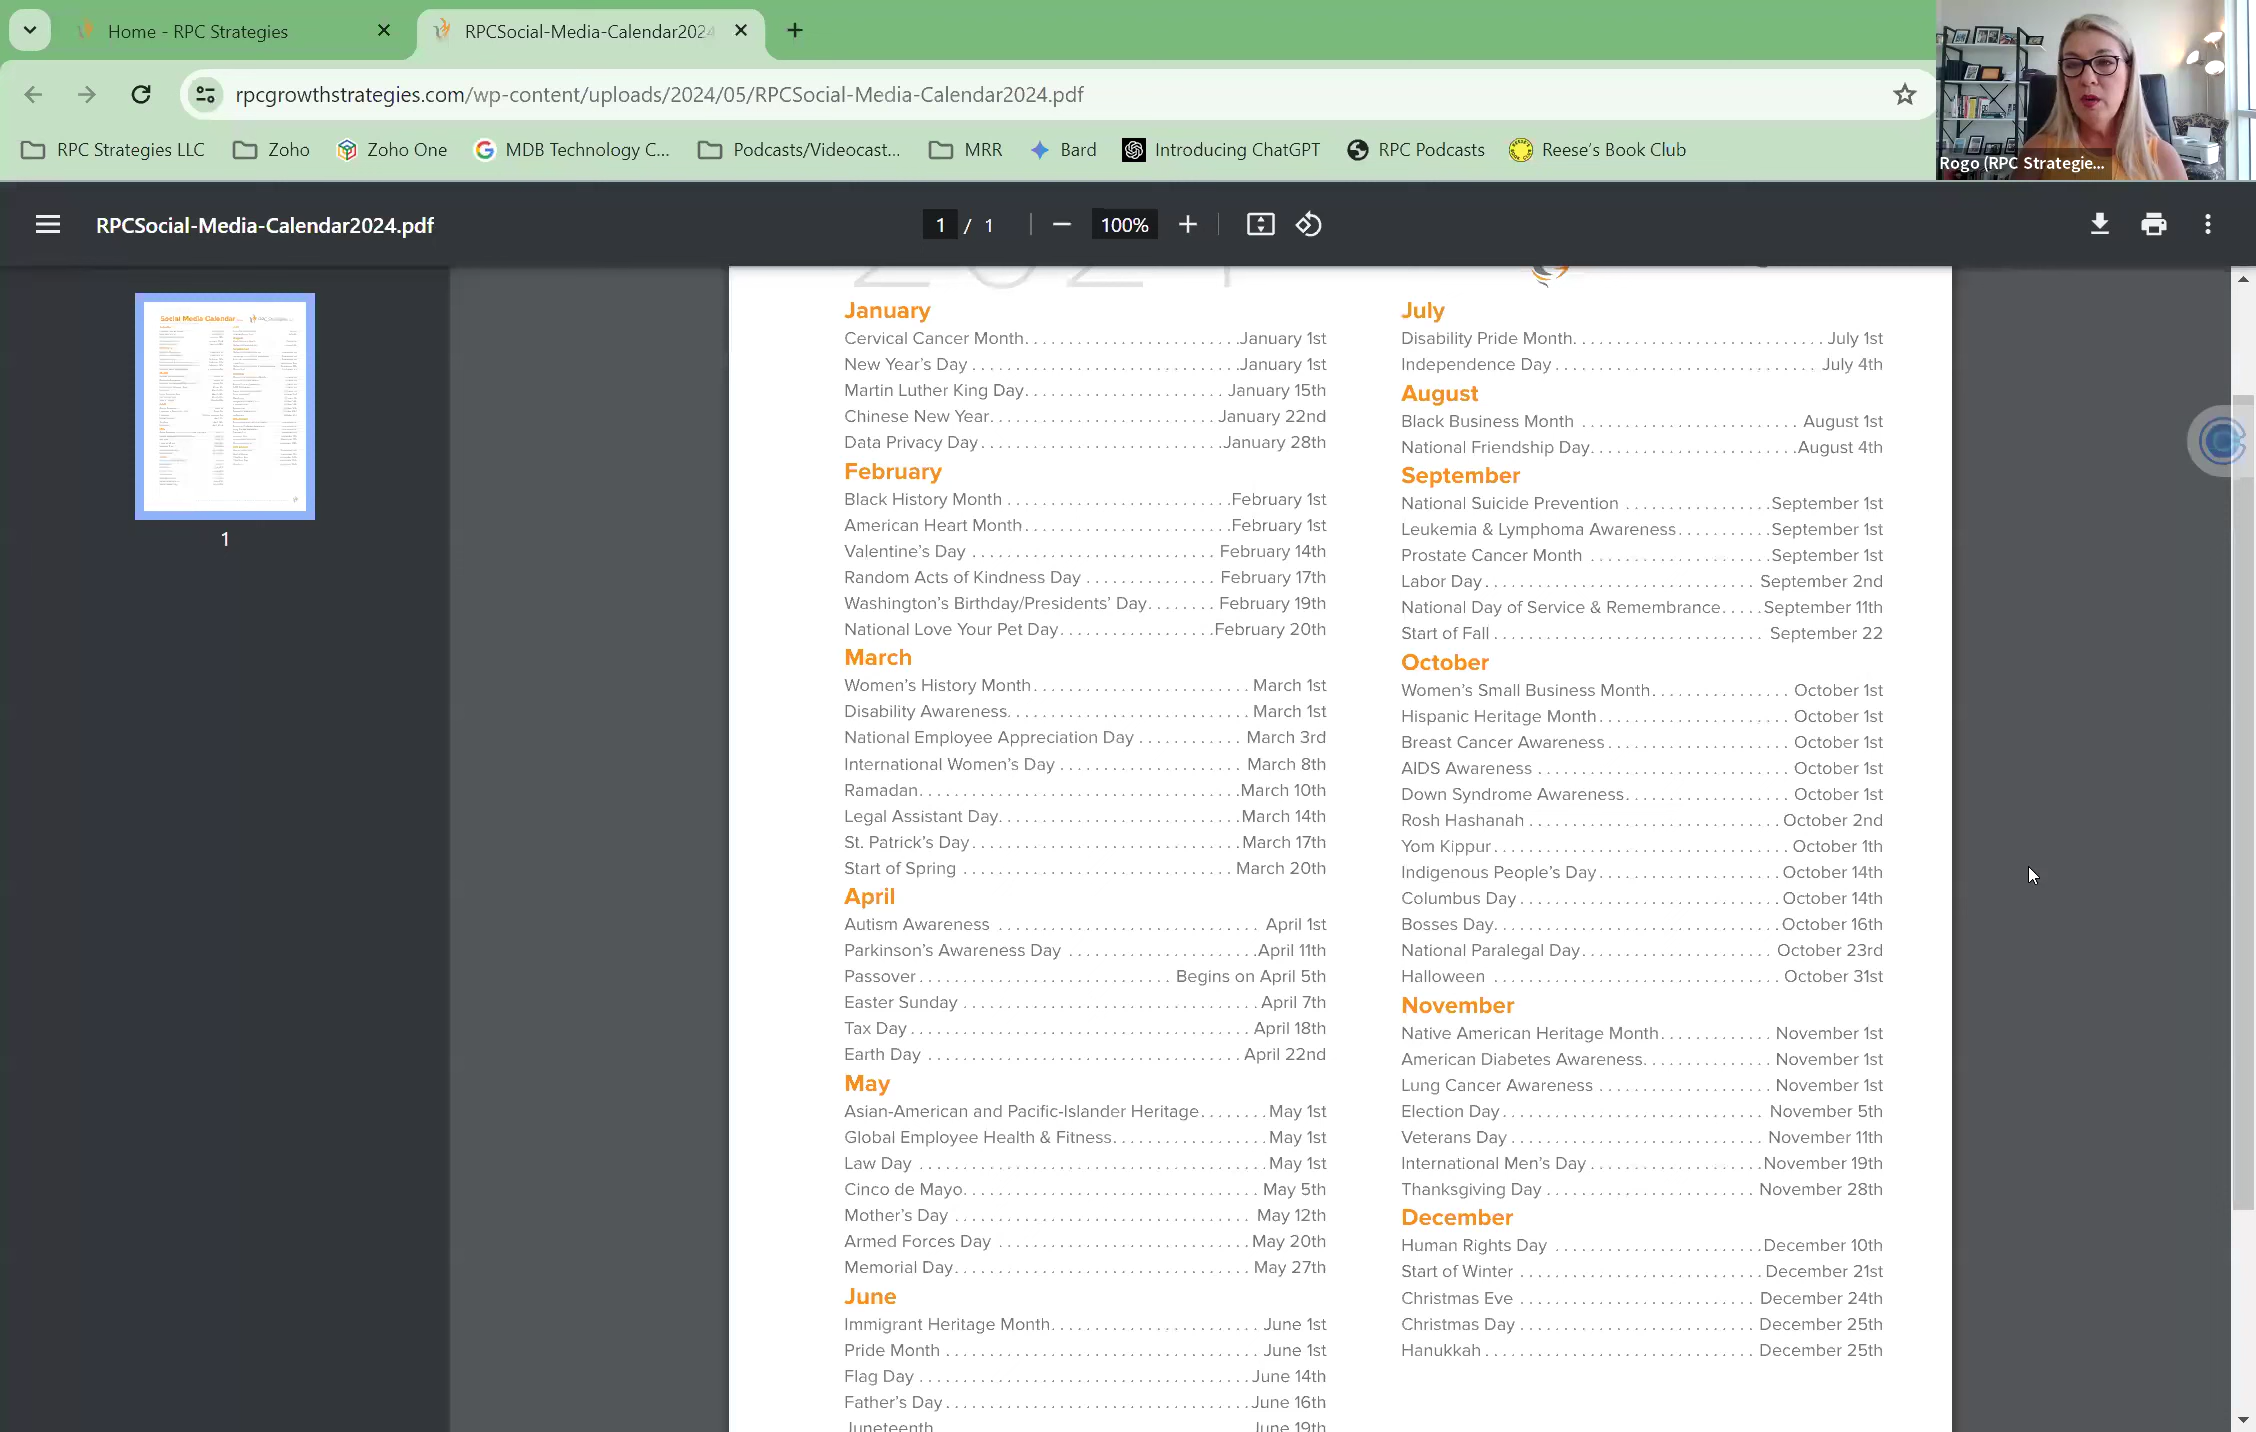 Home - RPC Strategies
RPCSocial-Media-Calendar2024
rpcgrowthstrategies.com/wp-content/uploads/2024/05/RPCSocial-Media-Calendar2024.pdf
RPC Strategies LLC
Zoho
Zoho One
MDB Technology C...
Podcasts/Videocast...
MRR
Bard
Introducing ChatGPT
RPC Podcasts
Reese's Book Club
Rogo (RPC Strategie...
RPCSocial-Media-Calendar2024.pdf
1 / 1
100%
Social Media Calendar
1
2024
January
Cervical Cancer Month. . . . . . . . . . . . . . . . . . . . . . . . .January 1st
New Year's Day . . . . . . . . . . . . . . . . . . . . . . . . . . . . . . .January 1st
Martin Luther King Day. . . . . . . . . . . . . . . . . . . . . . . January 15th
Chinese New Year. . . . . . . . . . . . . . . . . . . . . . . . . . January 22nd
Data Privacy Day . . . . . . . . . . . . . . . . . . . . . . . . . . . .January 28th
February
Black History Month . . . . . . . . . . . . . . . . . . . . . . . . . .February 1st
American Heart Month. . . . . . . . . . . . . . . . . . . . . . . .February 1st
Valentine's Day . . . . . . . . . . . . . . . . . . . . . . . . . . . . February 14th
Random Acts of Kindness Day . . . . . . . . . . . . . . . February 17th
Washington's Birthday/Presidents' Day. . . . . . . . February 19th
National Love Your Pet Day. . . . . . . . . . . . . . . . . . .February 20th
March
Women's History Month. . . . . . . . . . . . . . . . . . . . . . . . . March 1st
Disability Awareness. . . . . . . . . . . . . . . . . . . . . . . . . . . . March 1st
National Employee Appreciation Day . . . . . . . . . . . . March 3rd
International Women's Day . . . . . . . . . . . . . . . . . . . . . March 8th
Ramadan. . . . . . . . . . . . . . . . . . . . . . . . . . . . . . . . . . . . .March 10th
Legal Assistant Day. . . . . . . . . . . . . . . . . . . . . . . . . . . .March 14th
St. Patrick's Day. . . . . . . . . . . . . . . . . . . . . . . . . . . . . . .March 17th
Start of Spring . . . . . . . . . . . . . . . . . . . . . . . . . . . . . . . March 20th
April
Autism Awareness . . . . . . . . . . . . . . . . . . . . . . . . . . . . . . April 1st
Parkinson's Awareness Day . . . . . . . . . . . . . . . . . . . . . .April 11th
Passover. . . . . . . . . . . . . . . . . . . . . . . . . . . . . Begins on April 5th
Easter Sunday . . . . . . . . . . . . . . . . . . . . . . . . . . . . . . . . . .April 7th
Tax Day . . . . . . . . . . . . . . . . . . . . . . . . . . . . . . . . . . . . . . . April 18th
Earth Day . . . . . . . . . . . . . . . . . . . . . . . . . . . . . . . . . . . . April 22nd
May
Asian-American and Pacific-Islander Heritage. . . . . . . . May 1st
Global Employee Health & Fitness. . . . . . . . . . . . . . . . . . May 1st
Law Day . . . . . . . . . . . . . . . . . . . . . . . . . . . . . . . . . . . . . . . . May 1st
Cinco de Mayo. . . . . . . . . . . . . . . . . . . . . . . . . . . . . . . . . . May 5th
Mother's Day . . . . . . . . . . . . . . . . . . . . . . . . . . . . . . . . . . May 12th
Armed Forces Day . . . . . . . . . . . . . . . . . . . . . . . . . . . . . May 20th
Memorial Day. . . . . . . . . . . . . . . . . . . . . . . . . . . . . . . . . . May 27th
June
Immigrant Heritage Month. . . . . . . . . . . . . . . . . . . . . . . . June 1st
Pride Month . . . . . . . . . . . . . . . . . . . . . . . . . . . . . . . . . . . . June 1st
Flag Day . . . . . . . . . . . . . . . . . . . . . . . . . . . . . . . . . . . . . .June 14th
Father's Day. . . . . . . . . . . . . . . . . . . . . . . . . . . . . . . . . . .June 16th
Juneteenth June 19th
July
Disability Pride Month. . . . . . . . . . . . . . . . . . . . . . . . . . . . . July 1st
Independence Day . . . . . . . . . . . . . . . . . . . . . . . . . . . . . . July 4th
August
Black Business Month . . . . . . . . . . . . . . . . . . . . . . . . . August 1st
National Friendship Day. . . . . . . . . . . . . . . . . . . . . . . .August 4th
September
National Suicide Prevention . . . . . . . . . . . . . . . . .September 1st
Leukemia & Lymphoma Awareness. . . . . . . . . . .September 1st
Prostate Cancer Month . . . . . . . . . . . . . . . . . . . . .September 1st
Labor Day . . . . . . . . . . . . . . . . . . . . . . . . . . . . . . . September 2nd
National Day of Service & Remembrance. . . . .September 11th
Start of Fall . . . . . . . . . . . . . . . . . . . . . . . . . . . . . . . September 22
October
Women's Small Business Month. . . . . . . . . . . . . . . . October 1st
Hispanic Heritage Month. . . . . . . . . . . . . . . . . . . . . . October 1st
Breast Cancer Awareness . . . . . . . . . . . . . . . . . . . . . October 1st
AIDS Awareness . . . . . . . . . . . . . . . . . . . . . . . . . . . . . October 1st
Down Syndrome Awareness. . . . . . . . . . . . . . . . . . . October 1st
Rosh Hashanah . . . . . . . . . . . . . . . . . . . . . . . . . . . . . October 2nd
Yom Kippur. . . . . . . . . . . . . . . . . . . . . . . . . . . . . . . . . . October 1th
Indigenous People's Day. . . . . . . . . . . . . . . . . . . . . October 14th
Columbus Day . . . . . . . . . . . . . . . . . . . . . . . . . . . . . .October 14th
Bosses Day. . . . . . . . . . . . . . . . . . . . . . . . . . . . . . . . .October 16th
National Paralegal Day. . . . . . . . . . . . . . . . . . . . . . October 23rd
Halloween . . . . . . . . . . . . . . . . . . . . . . . . . . . . . . . . . October 31st
November
Native American Heritage Month. . . . . . . . . . . . . November 1st
American Diabetes Awareness. . . . . . . . . . . . . . . November 1st
Lung Cancer Awareness . . . . . . . . . . . . . . . . . . . . November 1st
Election Day. . . . . . . . . . . . . . . . . . . . . . . . . . . . . . November 5th
Veterans Day . . . . . . . . . . . . . . . . . . . . . . . . . . . . . November 11th
International Men's Day . . . . . . . . . . . . . . . . . . . .November 19th
Thanksgiving Day . . . . . . . . . . . . . . . . . . . . . . . . November 28th
December
Human Rights Day . . . . . . . . . . . . . . . . . . . . . . . .December 10th
Start of Winter . . . . . . . . . . . . . . . . . . . . . . . . . . . .December 21st
Christmas Eve . . . . . . . . . . . . . . . . . . . . . . . . . . . December 24th
Christmas Day . . . . . . . . . . . . . . . . . . . . . . . . . . . December 25th
Hanukkah . . . . . . . . . . . . . . . . . . . . . . . . . . . . . . . December 25th